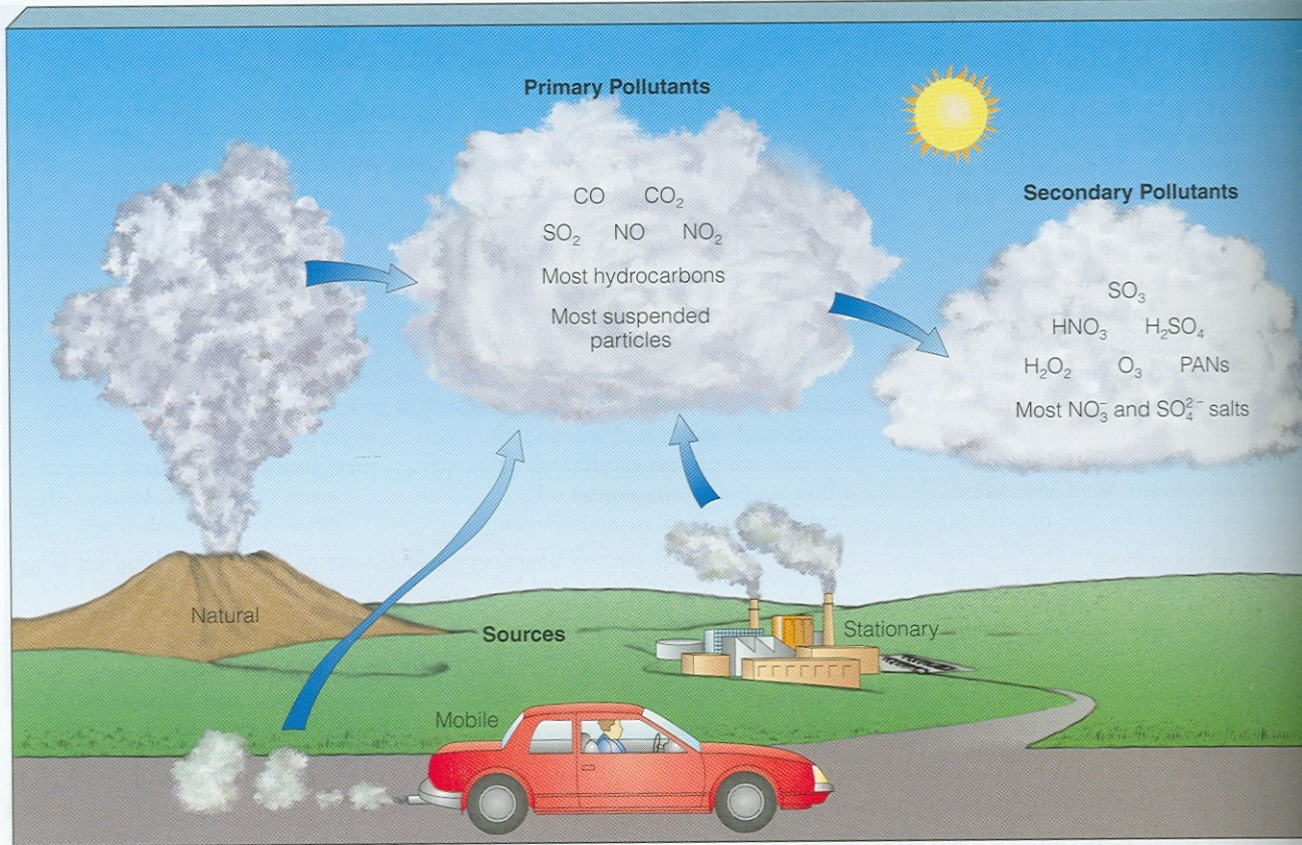 Primary Pollutants
CO CO₂
SO₂ NO NO₂
Most hydrocarbons
Most suspended
particles
Secondary Pollutants
SO₃
HNO₃ H₂SO₄
H₂O₂ O₃ PANs
Most NO₃⁻ and SO₄²⁻ salts
Natural
Sources
Stationary
Mobile